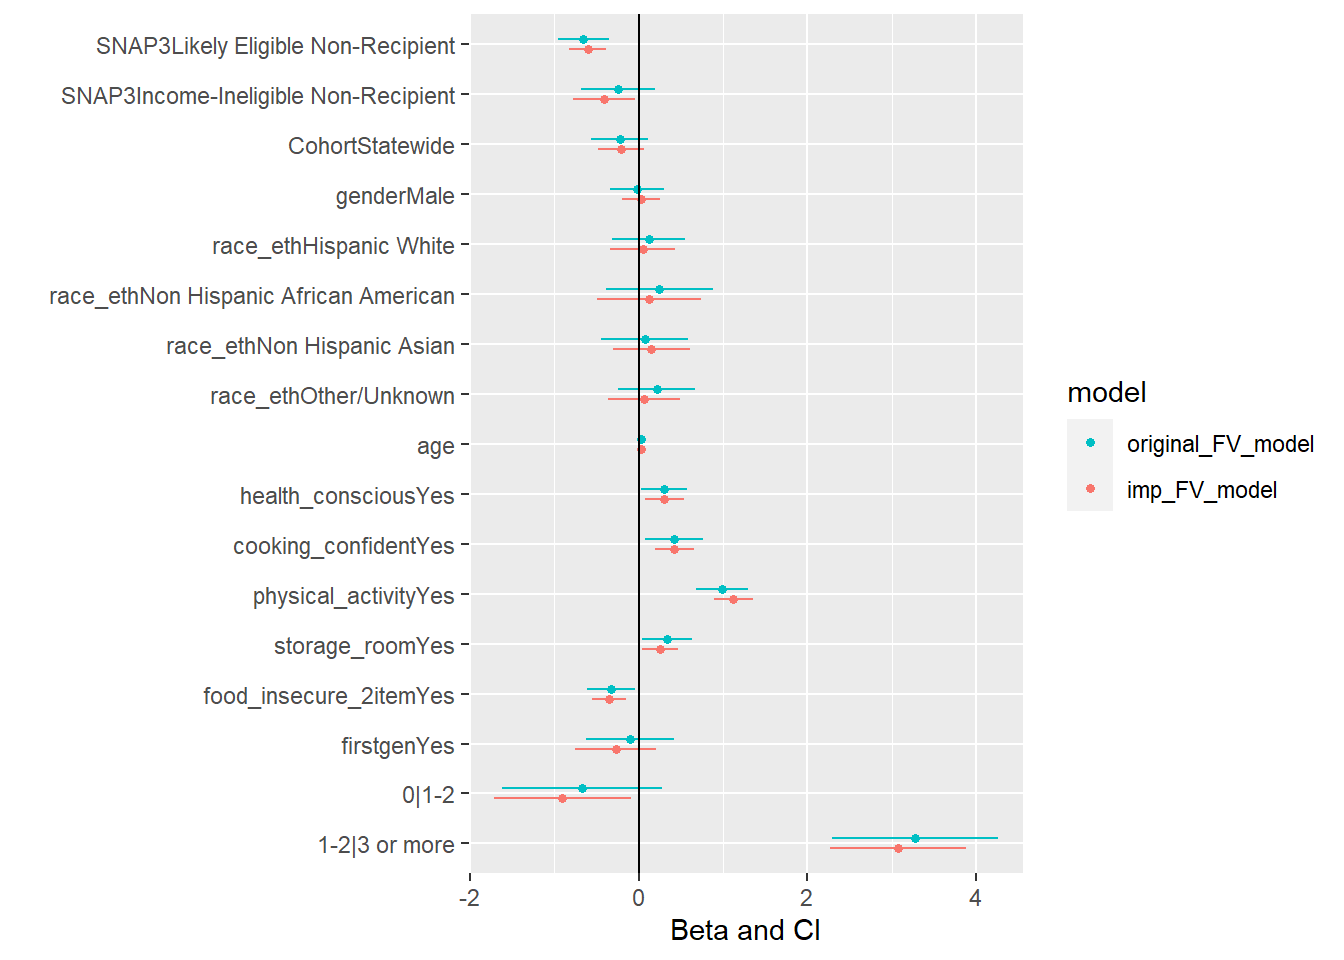 SNAP3Likely Eligible Non-Recipient
SNAP3Income-Ineligible Non-Recipient
CohortStatewide
genderMale
race_ethHispanic White
race_ethNon Hispanic African American
race_ethNon Hispanic Asian
race_ethOther/Unknown
age
health_consciousYes
cooking_confidentYes
physical_activityYes
storage_roomYes
food_insecure_2itemYes
firstgenYes
0|1-2
1-2|3 or more
-2 0 2 4
Beta and CI
model
original_FV_model
imp_FV_model